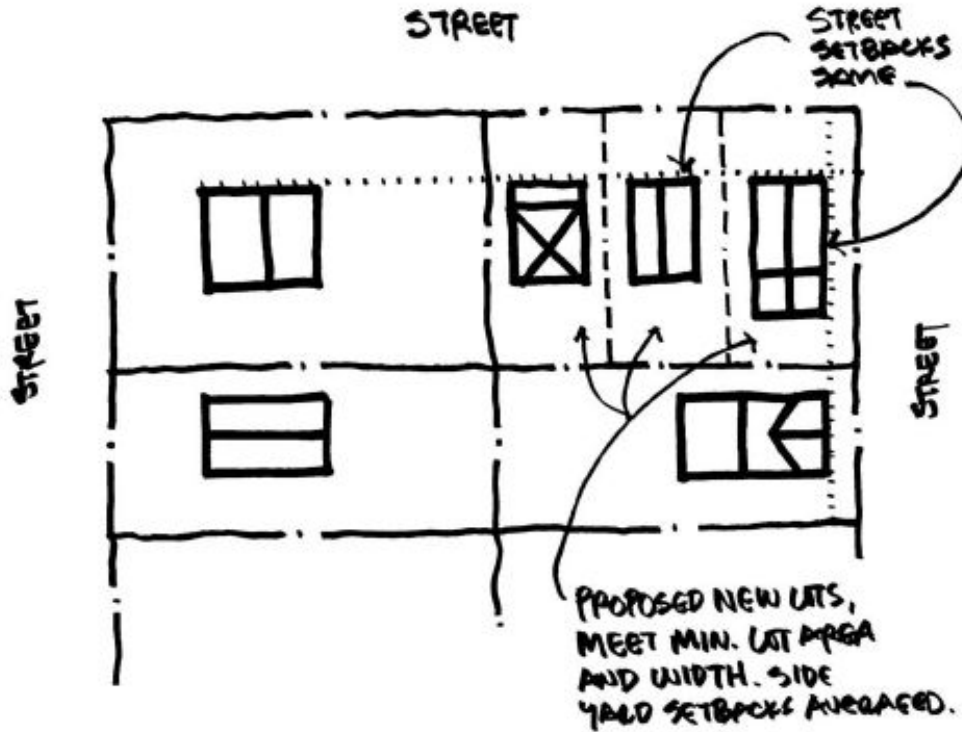 STREET
STREET
SETBACKS
SAME
STREET
STREET
PROPOSED NEW LOTS,
MEET MIN. LOT AREA
AND WIDTH. SIDE
YARD SETBACKS AVERAGED.